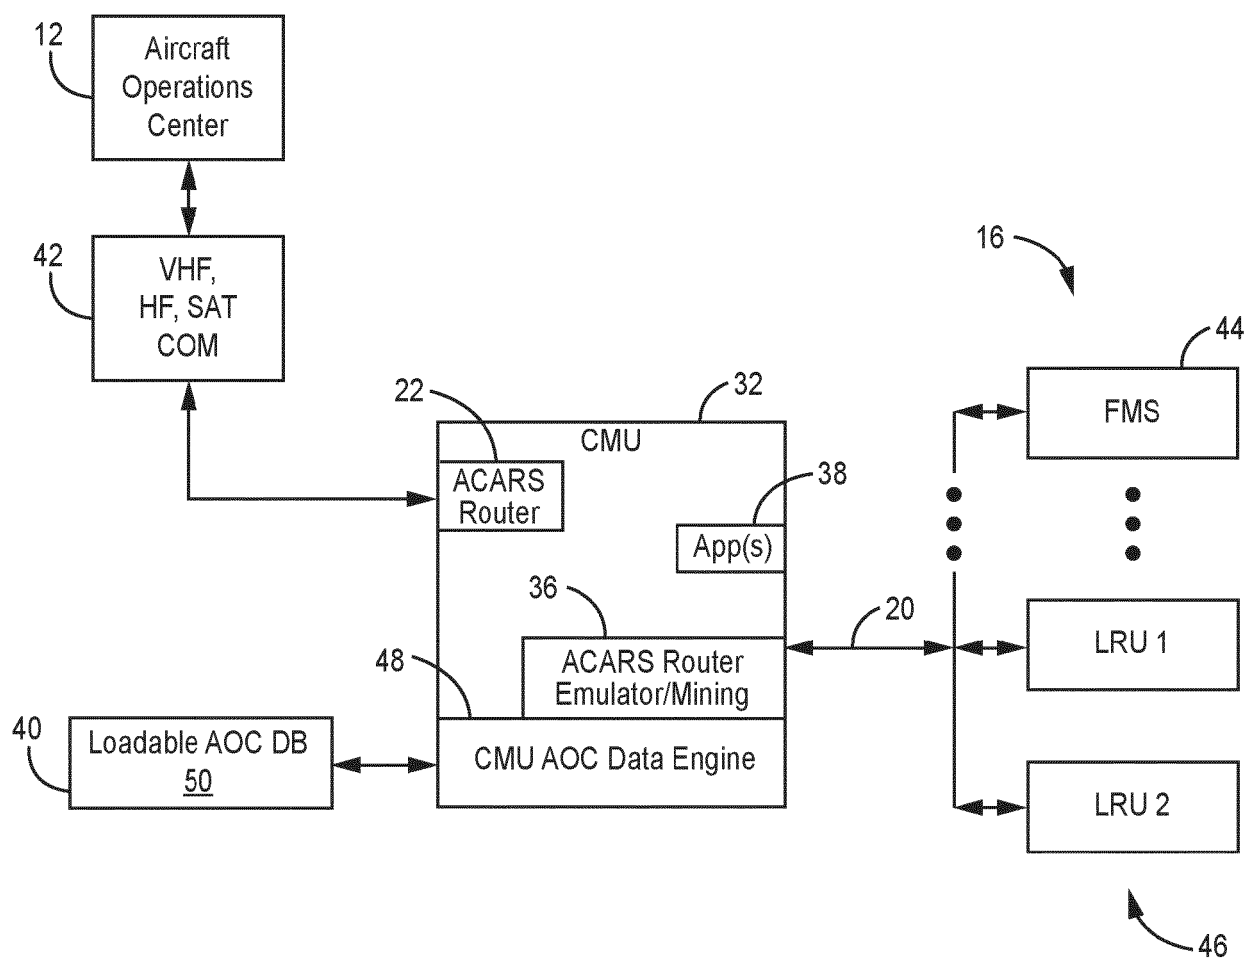 12
Aircraft
Operations
Center
42
VHF,
HF, SAT
COM
16
44
FMS
22
32
CMU
ACARS
Router
38
App(s)
36
20
LRU 1
48
ACARS Router
Emulator/Mining
40
Loadable AOC DB
50
CMU AOC Data Engine
LRU 2
46